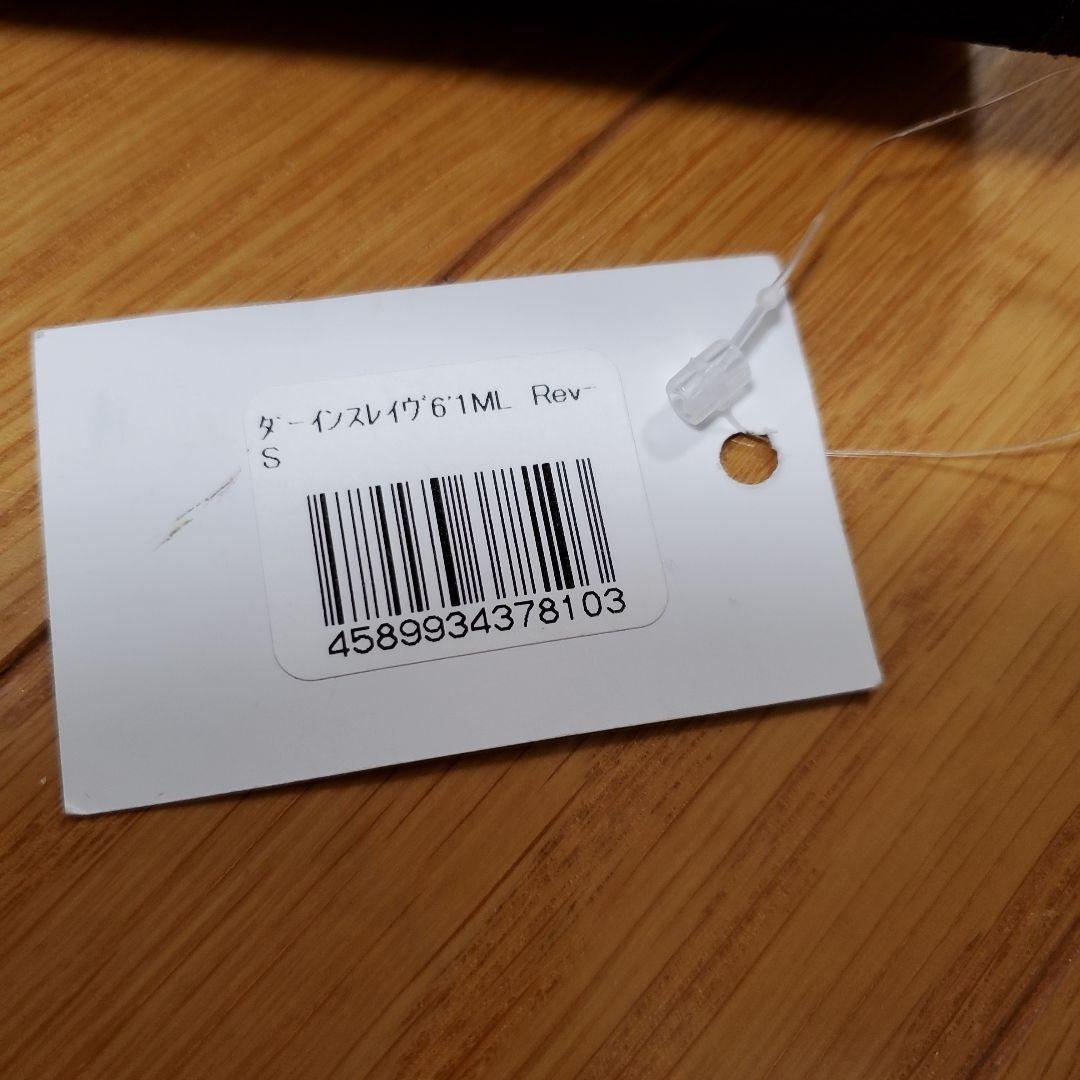 ﾀﾞｰｲﾝｽﾚｲｳﾞ6'1ML Rev-
S
4589934378103